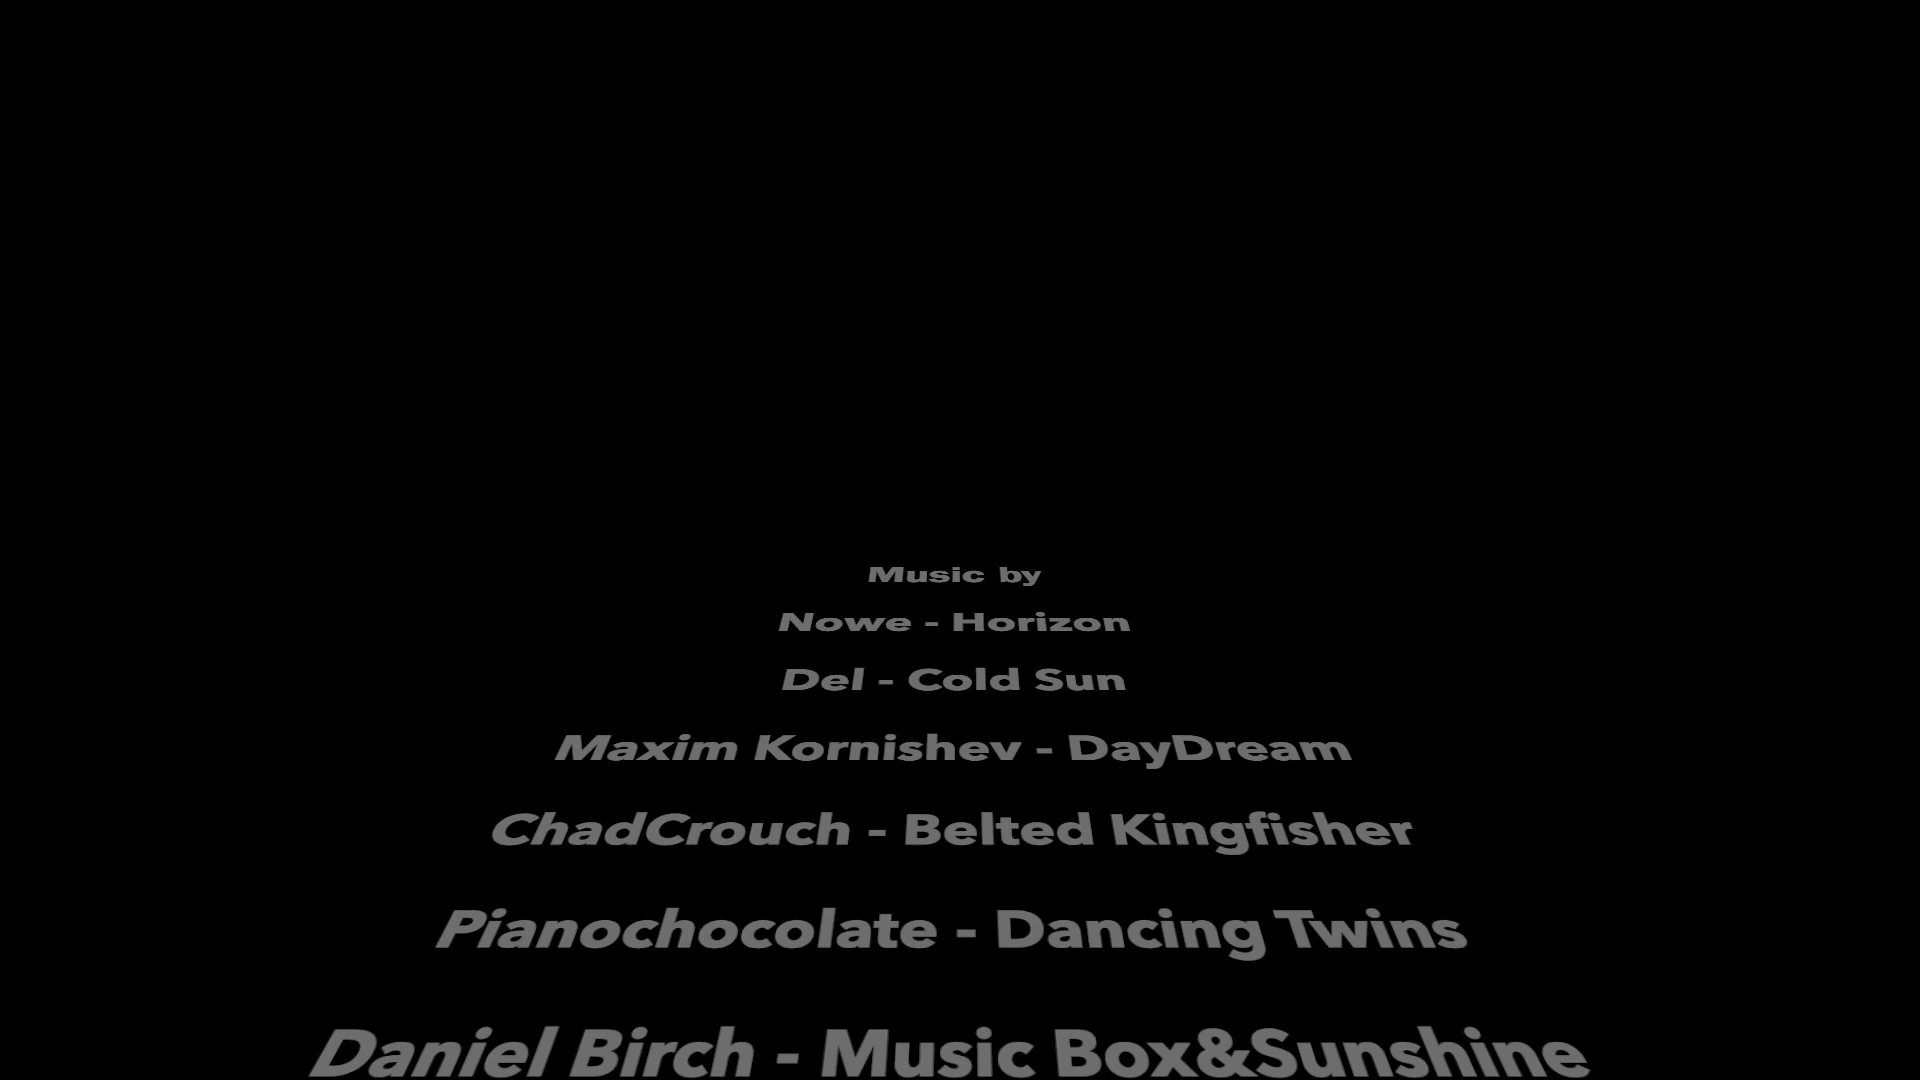 Music by
Nowe - Horizon
Del - Cold Sun
Maxim Kornishev - DayDream
ChadCrouch - Belted Kingfisher
Pianochocolate - Dancing Twins
Daniel Birch - Music Box&Sunshine